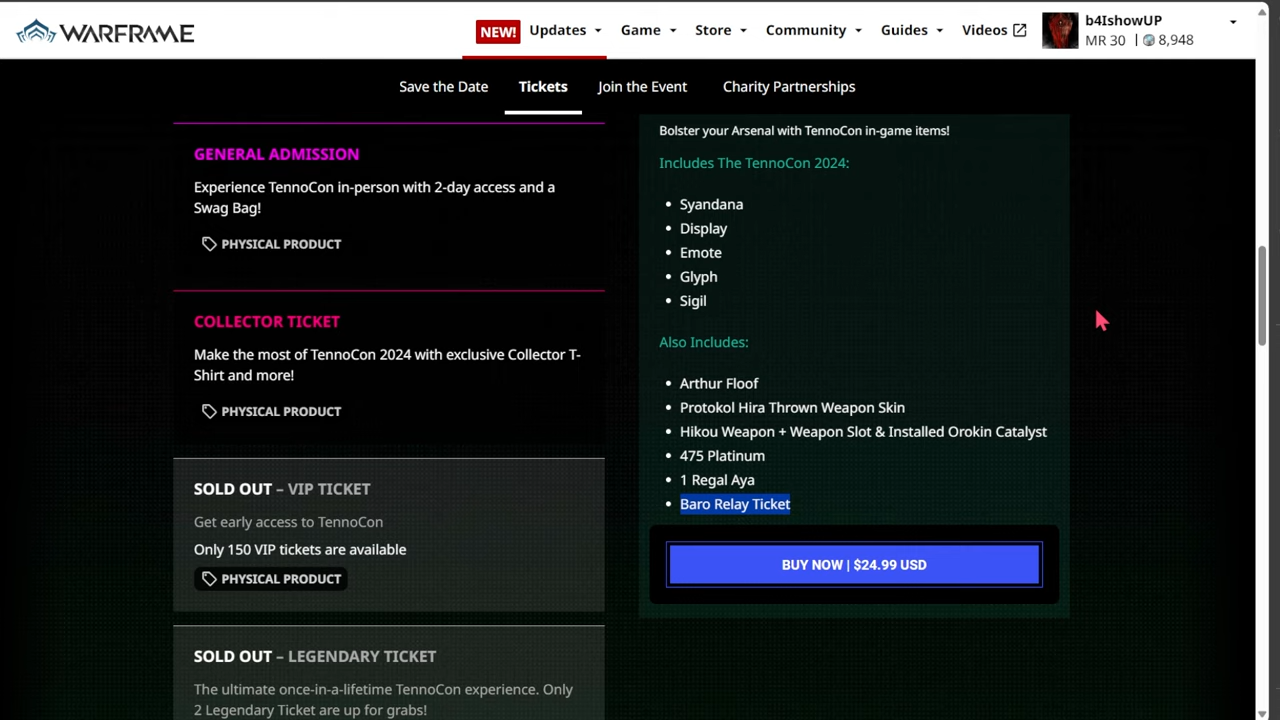 WARFRAME
NEW! Updates Game Store Community Guides Videos
b4IshowUP
MR 30 | 8,948
Save the Date Tickets Join the Event Charity Partnerships
GENERAL ADMISSION
Experience TennoCon in-person with 2-day access and a
Swag Bag!
PHYSICAL PRODUCT
COLLECTOR TICKET
Make the most of TennoCon 2024 with exclusive Collector T-
Shirt and more!
PHYSICAL PRODUCT
SOLD OUT – VIP TICKET
Get early access to TennoCon
Only 150 VIP tickets are available
PHYSICAL PRODUCT
SOLD OUT – LEGENDARY TICKET
The ultimate once-in-a-lifetime TennoCon experience. Only
2 Legendary Ticket are up for grabs!
Bolster your Arsenal with TennoCon in-game items!
Includes The TennoCon 2024:
• Syandana
• Display
• Emote
• Glyph
• Sigil
Also Includes:
• Arthur Floof
• Protokol Hira Thrown Weapon Skin
• Hikou Weapon + Weapon Slot & Installed Orokin Catalyst
• 475 Platinum
• 1 Regal Aya
• Baro Relay Ticket
BUY NOW | $24.99 USD